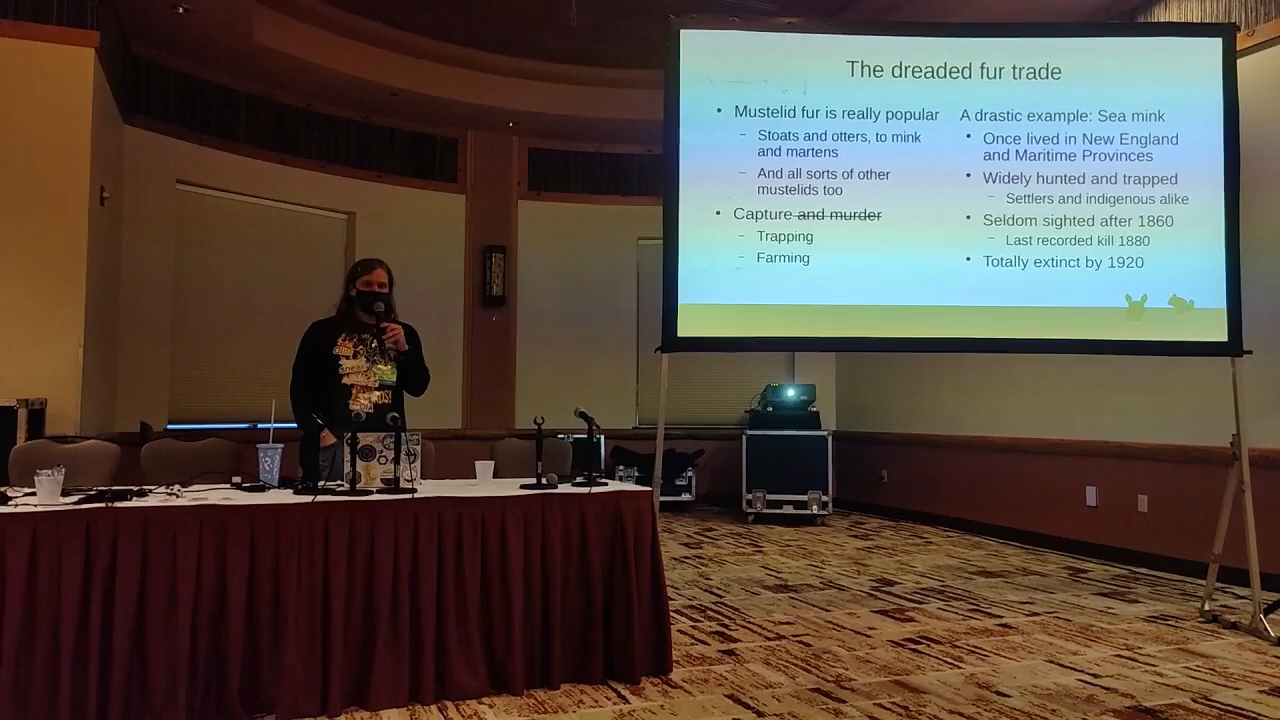 The dreaded fur trade
• Mustelid fur is really popular
– Stoats and otters, to mink
and martens
– And all sorts of other
mustelids too
• Capture and murder
– Trapping
– Farming
A drastic example: Sea mink
• Once lived in New England
and Maritime Provinces
• Widely hunted and trapped
– Settlers and indigenous alike
• Seldom sighted after 1860
– Last recorded kill 1880
• Totally extinct by 1920